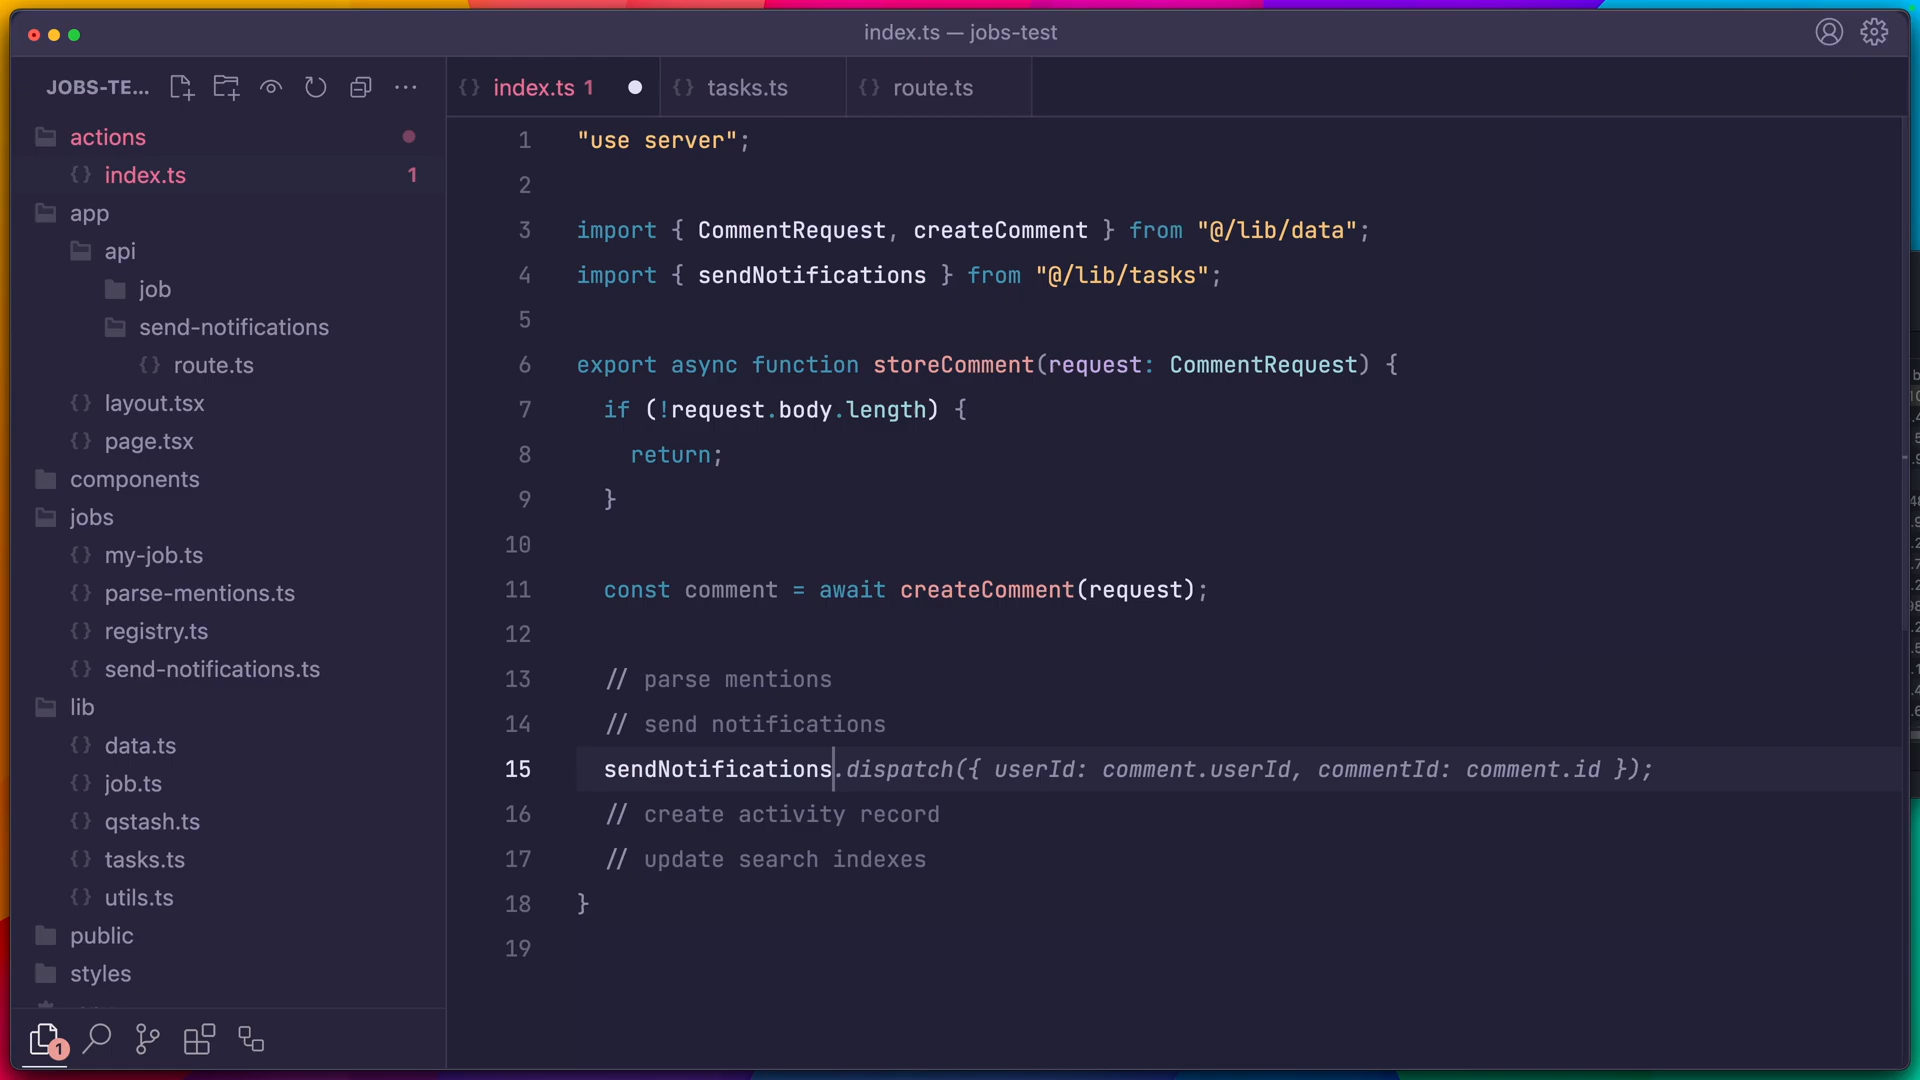 index.ts — jobs-test
JOBS-TE...
index.ts 1
tasks.ts
route.ts
actions
index.ts 1
app
api
job
send-notifications
route.ts
layout.tsx
page.tsx
components
jobs
my-job.ts
parse-mentions.ts
registry.ts
send-notifications.ts
lib
data.ts
job.ts
qstash.ts
tasks.ts
utils.ts
public
styles
1
1 "use server";
2
3 import { CommentRequest, createComment } from "@/lib/data";
4 import { sendNotifications } from "@/lib/tasks";
5
6 export async function storeComment(request: CommentRequest) {
7 if (!request.body.length) {
8 return;
9 }
10
11 const comment = await createComment(request);
12
13 // parse mentions
14 // send notifications
15 sendNotifications.dispatch({ userId: comment.userId, commentId: comment.id });
16 // create activity record
17 // update search indexes
18 }
19